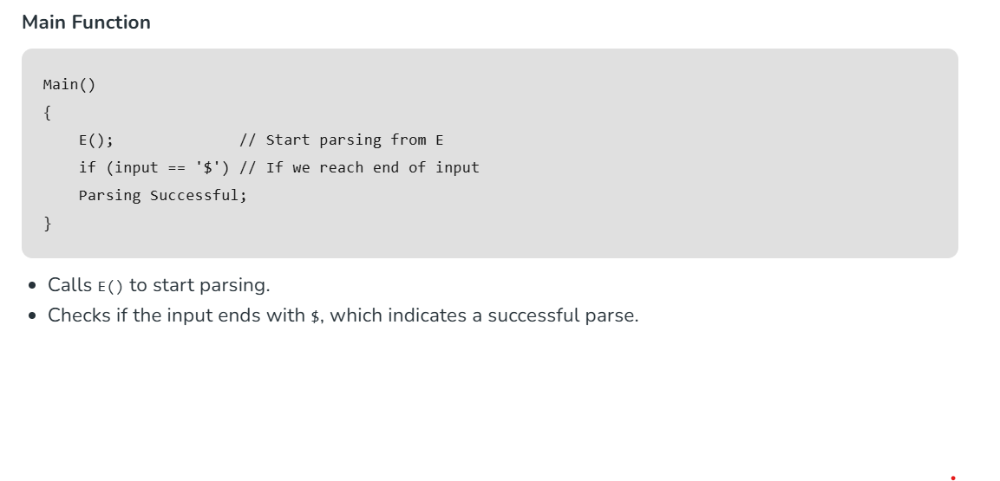 Main Function
Main()
{
    E();              // Start parsing from E
    if (input == '$') // If we reach end of input
    Parsing Successful;
}
• Calls E() to start parsing.
• Checks if the input ends with $, which indicates a successful parse.